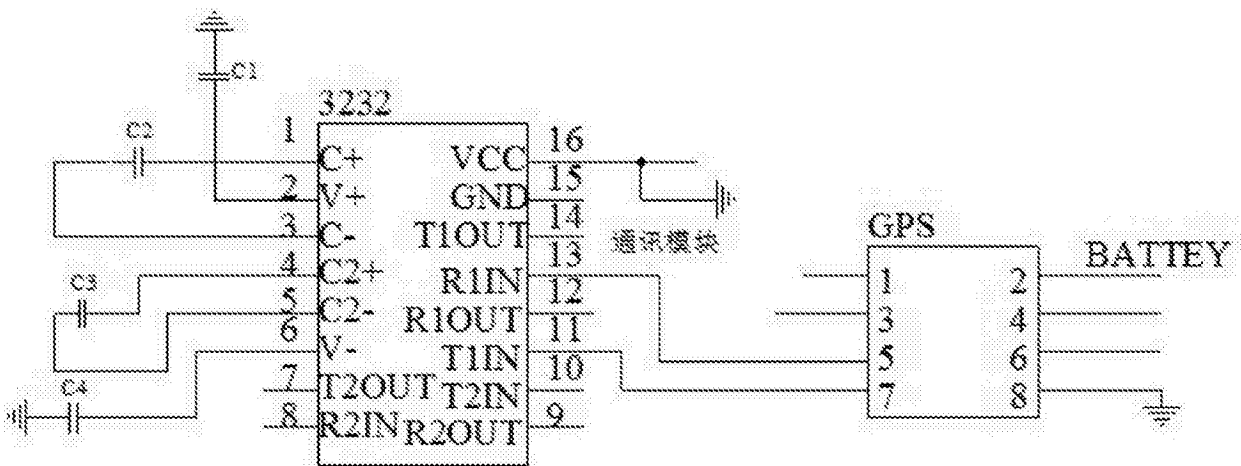 C1
C2
3232
1
C+
VCC
16
2
V+
GND
15
3
C-
T1OUT
14
通讯模块
4
C2+
R1IN
13
C3
5
C2-
R1OUT
12
6
V-
T1IN
11
C4
7
T2OUT
T2IN
10
8
R2IN
R2OUT
9
GPS
BATTEY
1
2
3
4
5
6
7
8